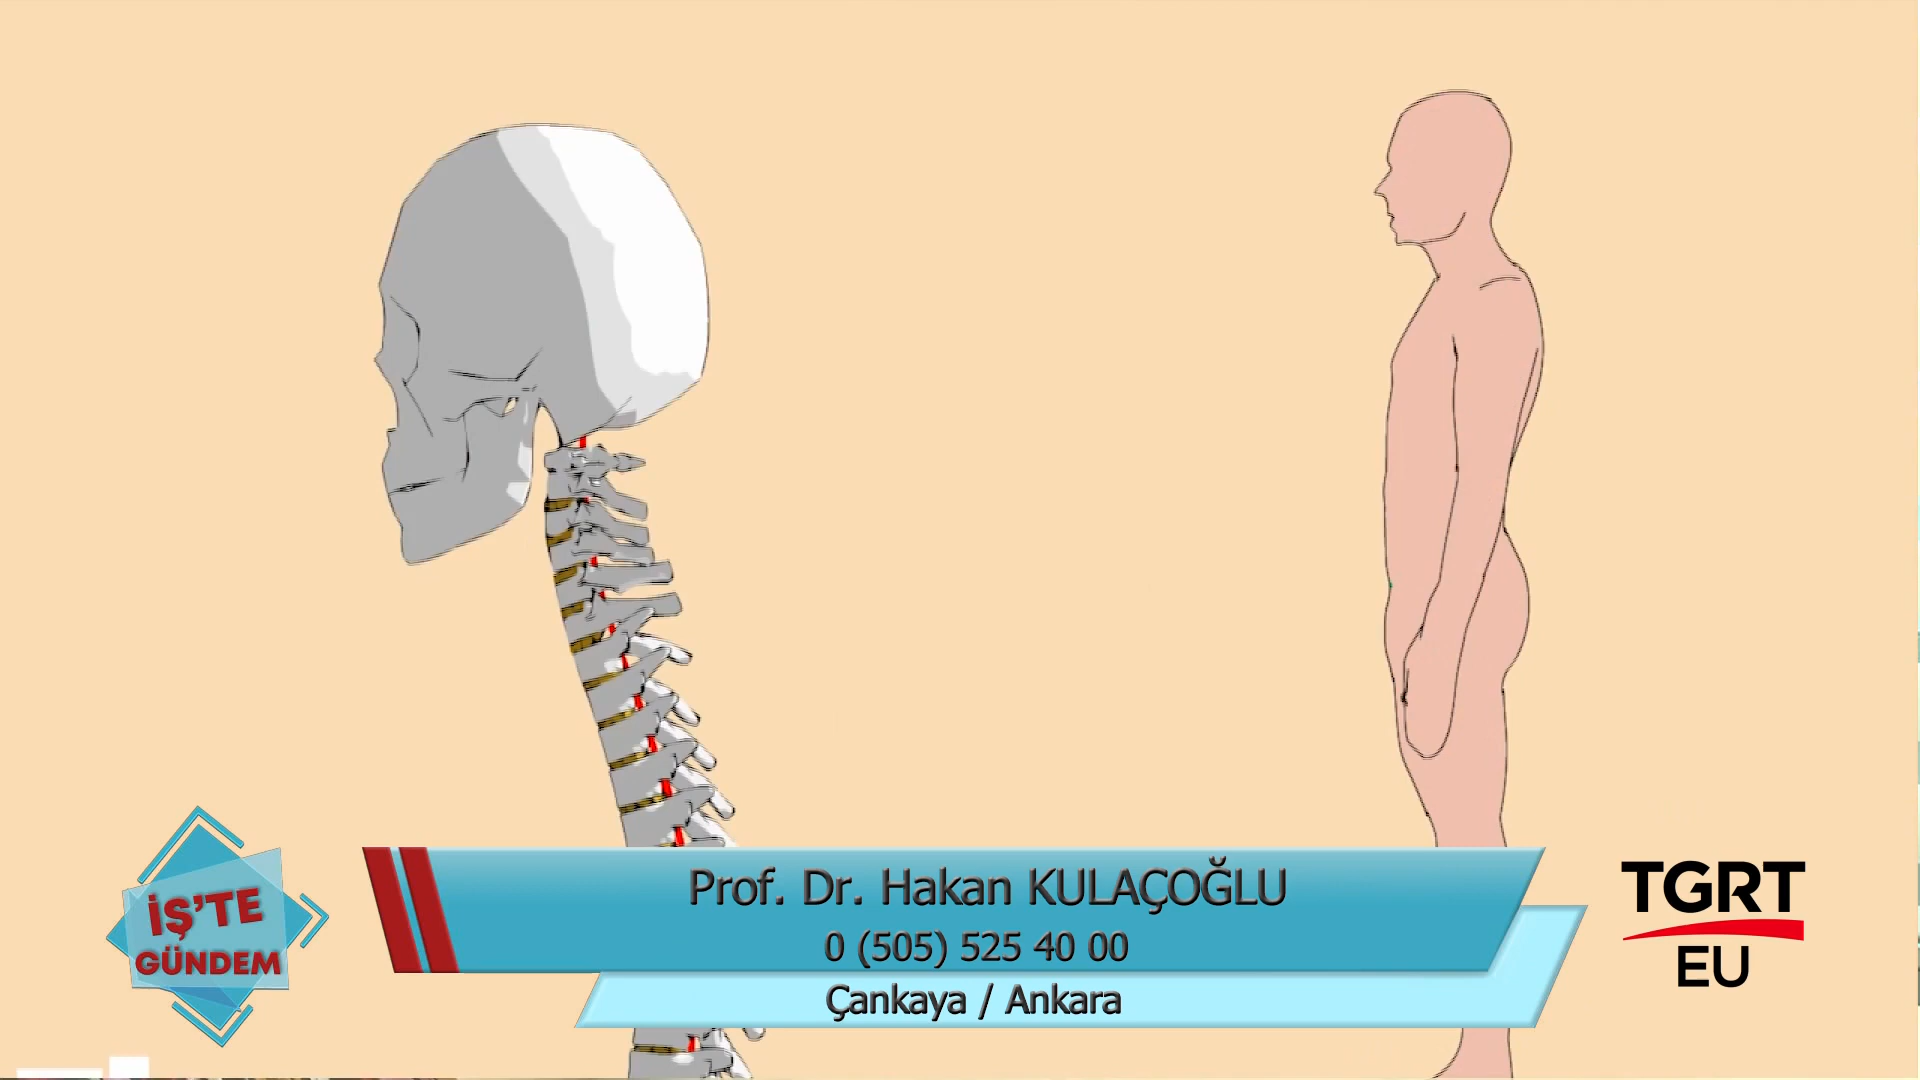 İŞ'TE
GÜNDEM
Prof. Dr. Hakan KULAÇOĞLU
0 (505) 525 40 00
Çankaya / Ankara
TGRT
EU